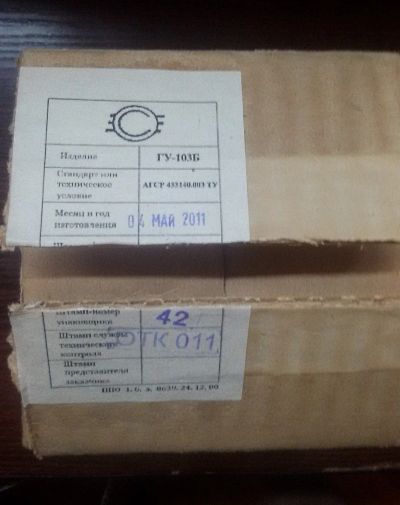 Изделие ГУ-103Б
Стандарт или
техническое
условие
АГСР 433140.003 ТУ
Месяц и год
изготовления
04 МАЙ 2011
Штамп-номер
упаковщика
42
Штамп службы
технического
контроля
ОТК 011
Штамп
представителя
заказчика